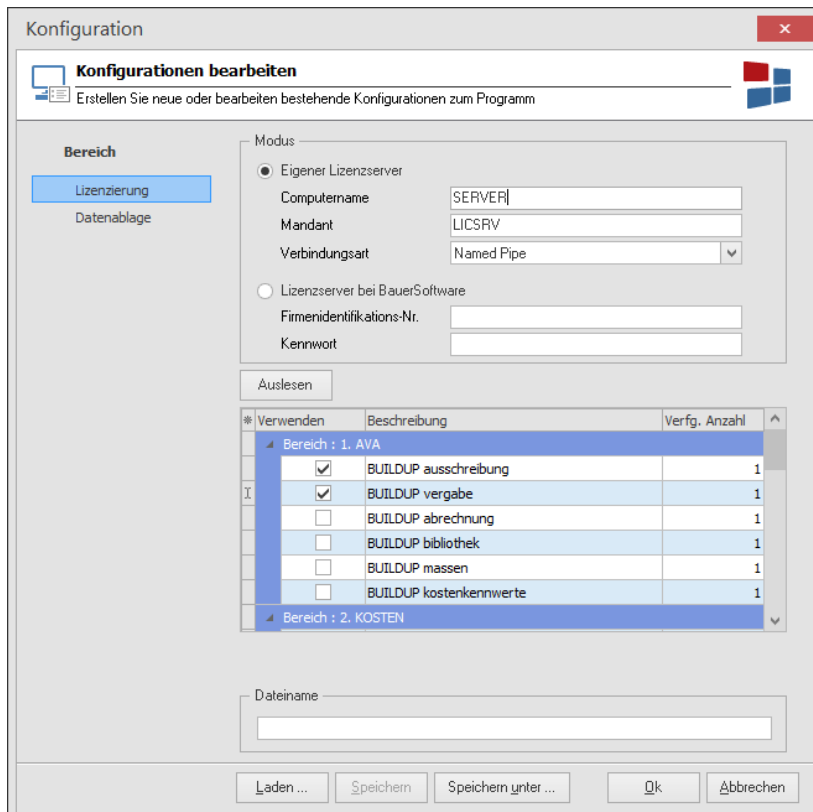 Konfiguration
Konfigurationen bearbeiten
Erstellen Sie neue oder bearbeiten bestehende Konfigurationen zum Programm
Bereich
Lizenzierung
Datenablage
Modus
Eigener Lizenzserver
Computername SERVER
Mandant LICSRV
Verbindungsart Named Pipe
Lizenzserver bei BauerSoftware
Firmenidentifikations-Nr.
Kennwort
Auslesen
Verwenden Beschreibung Verfg. Anzahl
Bereich : 1. AVA
BUILDUP ausschreibung 1
BUILDUP vergabe 1
BUILDUP abrechnung 1
BUILDUP bibliothek 1
BUILDUP massen 1
BUILDUP kostenkennwerte 1
Bereich : 2. KOSTEN
Dateiname
Laden ... Speichern Speichern unter ... Ok Abbrechen